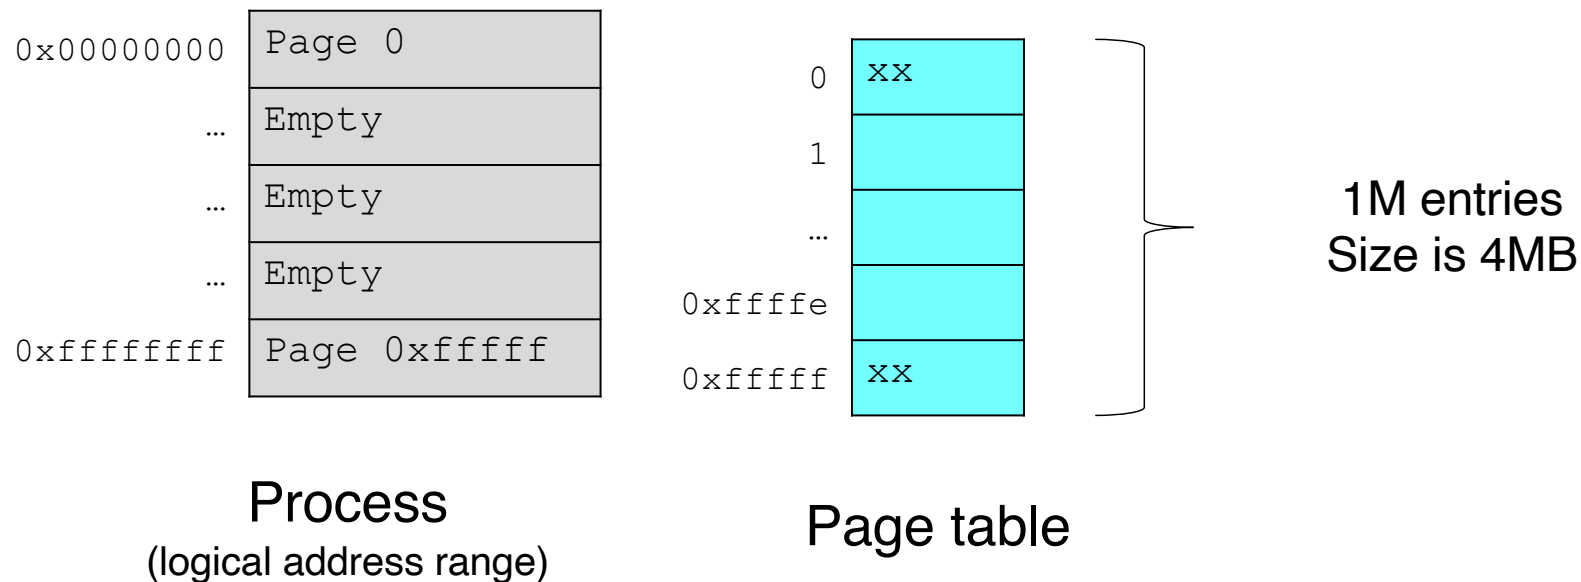 0x00000000 Page 0
… Empty
… Empty
… Empty
0xffffffff Page 0xfffff
Process
(logical address range)
0 xx
1
…
0xffffe
0xfffff xx
Page table
1M entries
Size is 4MB